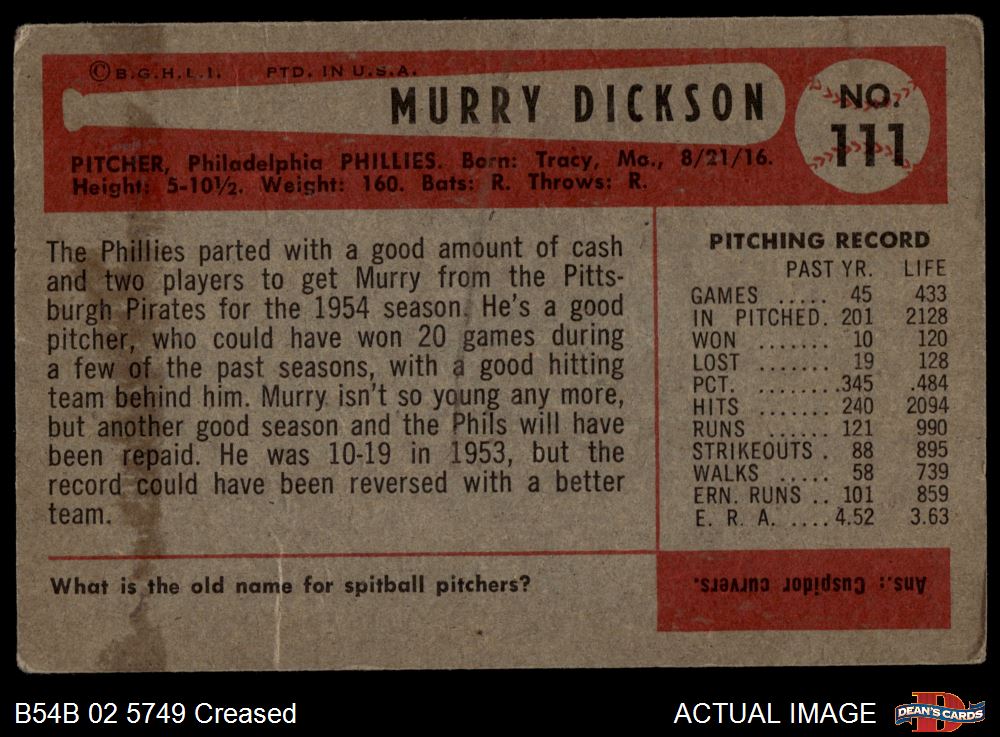 ©B.G.H.L.I. PTD. IN U.S.A.
MURRY DICKSON
NO.
111
PITCHER, Philadelphia PHILLIES. Born: Tracy, Mo., 8/21/16.
Height: 5-10½. Weight: 160. Bats: R. Throws: R.
The Phillies parted with a good amount of cash
and two players to get Murry from the Pitts-
burgh Pirates for the 1954 season. He's a good
pitcher, who could have won 20 games during
a few of the past seasons, with a good hitting
team behind him. Murry isn't so young any more,
but another good season and the Phils will have
been repaid. He was 10-19 in 1953, but the
record could have been reversed with a better
team.
PITCHING RECORD
PAST YR. LIFE
GAMES ..... 45 433
IN PITCHED. 201 2128
WON ....... 10 120
LOST ....... 19 128
PCT. ........345 .484
HITS ....... 240 2094
RUNS ...... 121 990
STRIKEOUTS . 88 895
WALKS ..... 58 739
ERN. RUNS .. 101 859
E. R. A. ....4.52 3.63
What is the old name for spitball pitchers?
Ans.: Cuspidor curvers.
B54B 02 5749 Creased
ACTUAL IMAGE
DEAN'S CARDS